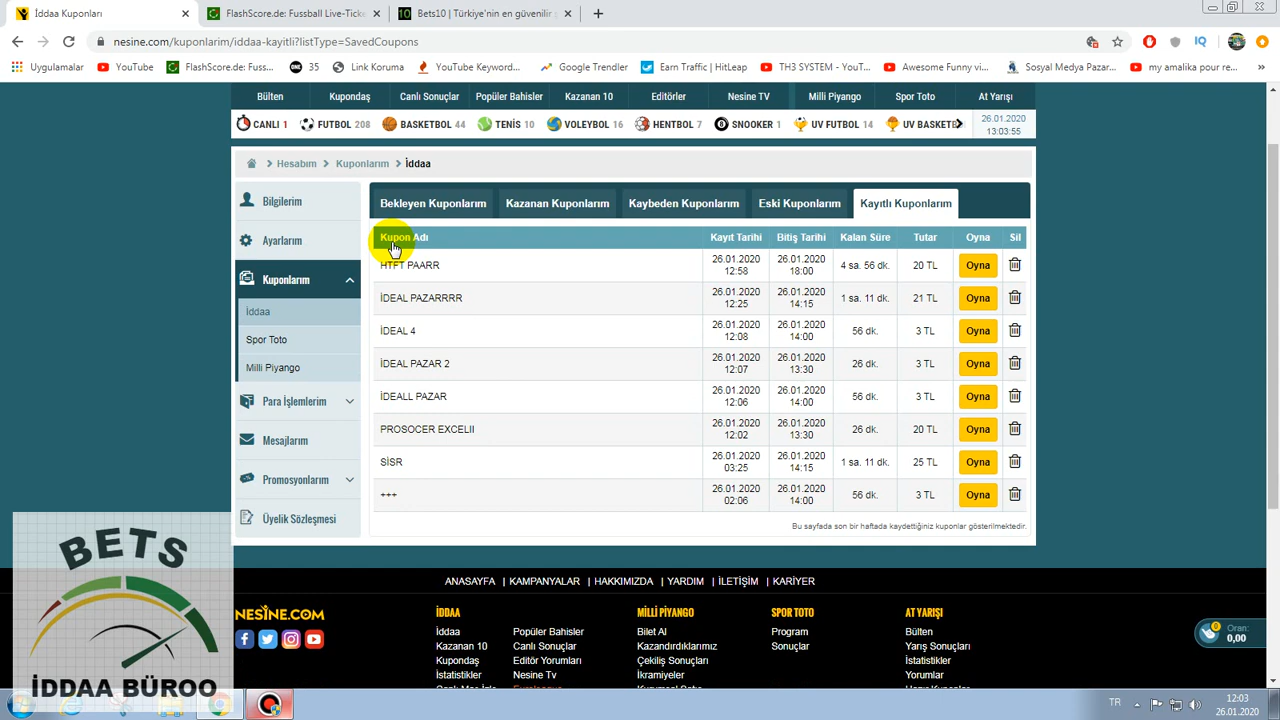 İddaa Kuponları
FlashScore.de: Fussball Live-Ticke
Bets10 | Türkiye'nin en güvenilir
nesine.com/kuponlarim/iddaa-kayitli?listType=SavedCoupons
Uygulamalar
YouTube
FlashScore.de: Fuss...
35
Link Koruma
YouTube Keyword...
Google Trendler
Earn Traffic | HitLeap
TH3 SYSTEM - YouT...
Awesome Funny vi...
Sosyal Medya Pazar...
my amalika pour re...
Bülten
Kupondaş
Canlı Sonuçlar
Popüler Bahisler
Kazanan 10
Editörler
Nesine TV
Milli Piyango
Spor Toto
At Yarışı
CANLI 1
FUTBOL 208
BASKETBOL 44
TENİS 10
VOLEYBOL 16
HENTBOL 7
SNOOKER 1
UV FUTBOL 14
UV BASKETB
26.01.2020
13:03:55
Hesabım > Kuponlarım > İddaa
Bilgilerim
Ayarlarım
Kuponlarım
İddaa
Spor Toto
Milli Piyango
Para İşlemlerim
Mesajlarım
Promosyonlarım
Üyelik Sözleşmesi
Bekleyen Kuponlarım
Kazanan Kuponlarım
Kaybeden Kuponlarım
Eski Kuponlarım
Kayıtlı Kuponlarım
Kupon Adı Kayıt Tarihi Bitiş Tarihi Kalan Süre Tutar Oyna Sil
HTFT PAARR 26.01.2020 12:58 26.01.2020 18:00 4 sa. 56 dk. 20 TL Oyna
İDEAL PAZARRRR 26.01.2020 12:25 26.01.2020 14:15 1 sa. 11 dk. 21 TL Oyna
İDEAL 4 26.01.2020 12:08 26.01.2020 14:00 56 dk. 3 TL Oyna
İDEAL PAZAR 2 26.01.2020 12:07 26.01.2020 13:30 26 dk. 3 TL Oyna
İDEALL PAZAR 26.01.2020 12:06 26.01.2020 14:00 56 dk. 3 TL Oyna
PROSOCER EXCELII 26.01.2020 12:02 26.01.2020 13:30 26 dk. 20 TL Oyna
SİSR 26.01.2020 03:25 26.01.2020 14:15 1 sa. 11 dk. 25 TL Oyna
+++ 26.01.2020 02:06 26.01.2020 14:00 56 dk. 3 TL Oyna
Bu sayfada son bir haftada kaydettiğiniz kuponlar gösterilmektedir.
ANASAYFA | KAMPANYALAR | HAKKIMIZDA | YARDIM | İLETİŞİM | KARİYER
NESİNE.COM
İDDAA
İddaa
Kazanan 10
Kupondaş
İstatistikler
Popüler Bahisler
Canlı Sonuçlar
Editör Yorumları
Nesine Tv
MİLLİ PİYANGO
Bilet Al
Kazandırdıklarımız
Çekiliş Sonuçları
İkramiyeler
SPOR TOTO
Program
Sonuçlar
AT YARIŞI
Bülten
Yarış Sonuçları
İstatistikler
Yorumlar
Oran:
0,00
0
BETS
İDDAA BÜROO
TR
12:03
26.01.2020